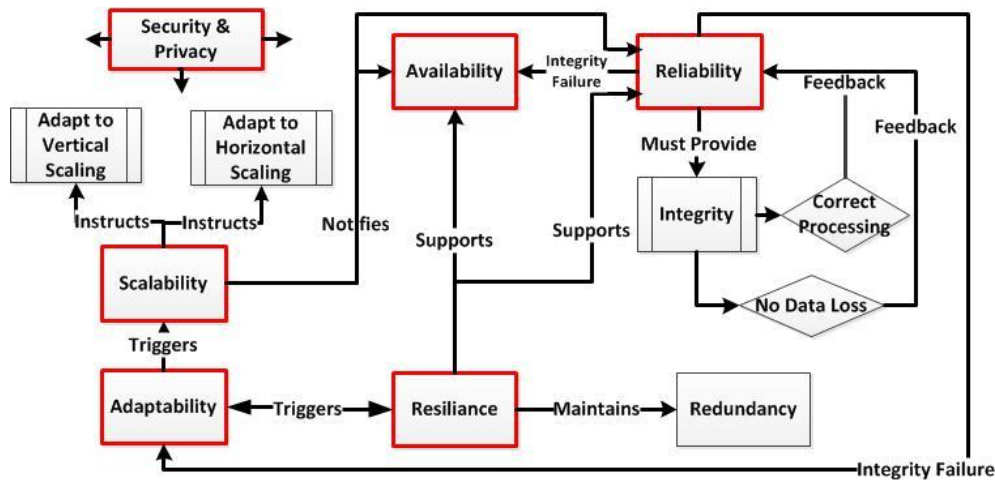 Security &
Privacy
Availability
Integrity
Failure
Reliability
Feedback
Feedback
Adapt to
Vertical
Scaling
Adapt to
Horizontal
Scaling
Must Provide
Instructs
Instructs
Notifies
Supports
Supports
Integrity
Correct
Processing
Scalability
No Data Loss
Triggers
Adaptability
Triggers
Resiliance
Maintains
Redundancy
Integrity Failure